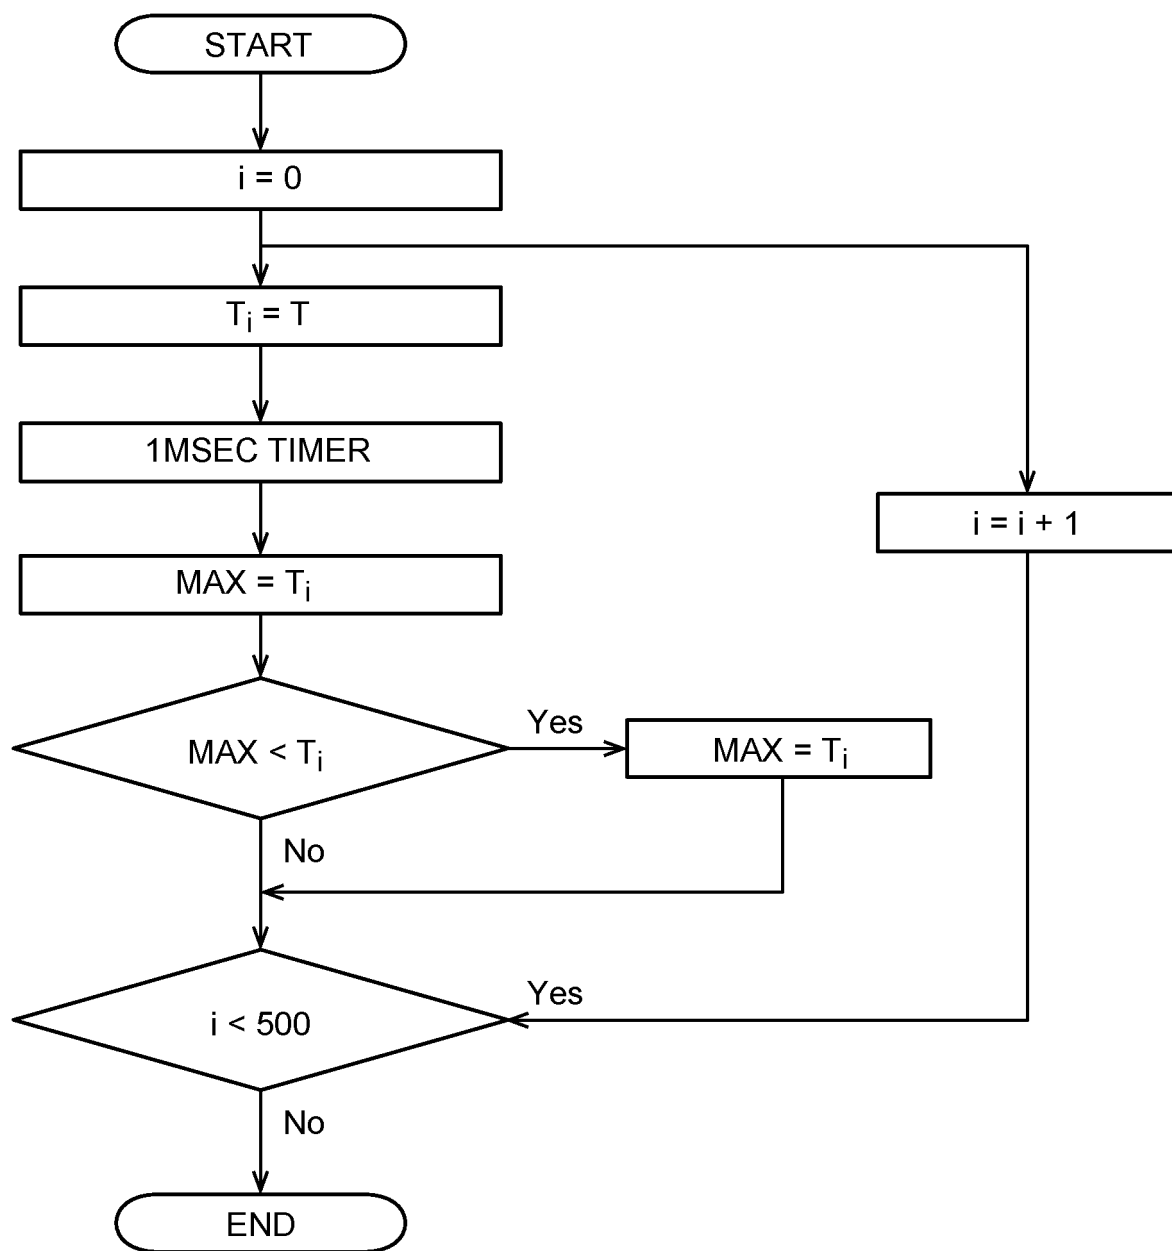 START
i = 0
Tᵢ = T
1MSEC TIMER
i = i + 1
MAX = Tᵢ
MAX < Tᵢ
Yes
MAX = Tᵢ
No
i < 500
Yes
No
END